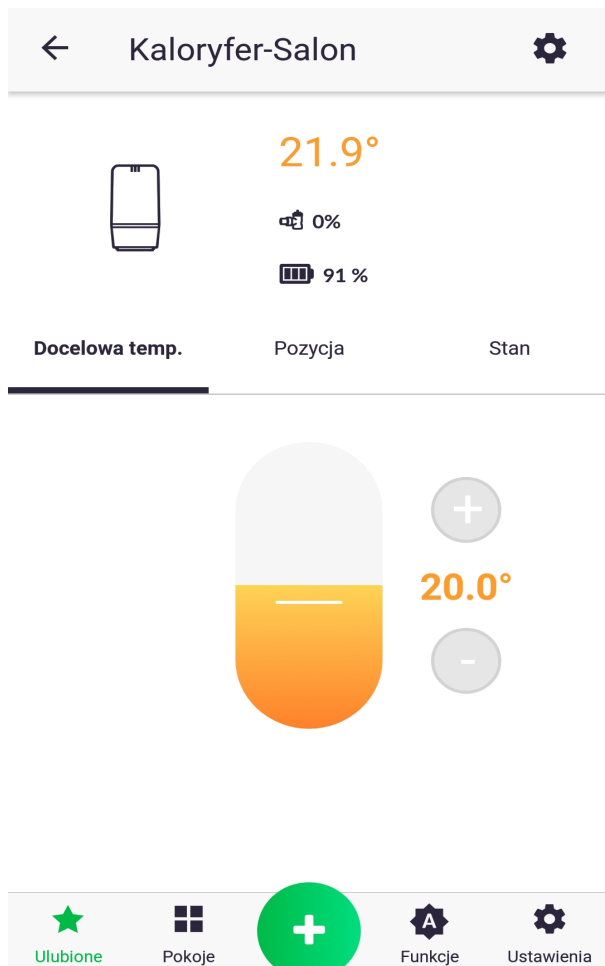 Kaloryfer-Salon
21.9°
0%
91 %
Docelowa temp. Pozycja Stan
+
20.0°
-
+
A
Ulubione Pokoje Funkcje Ustawienia